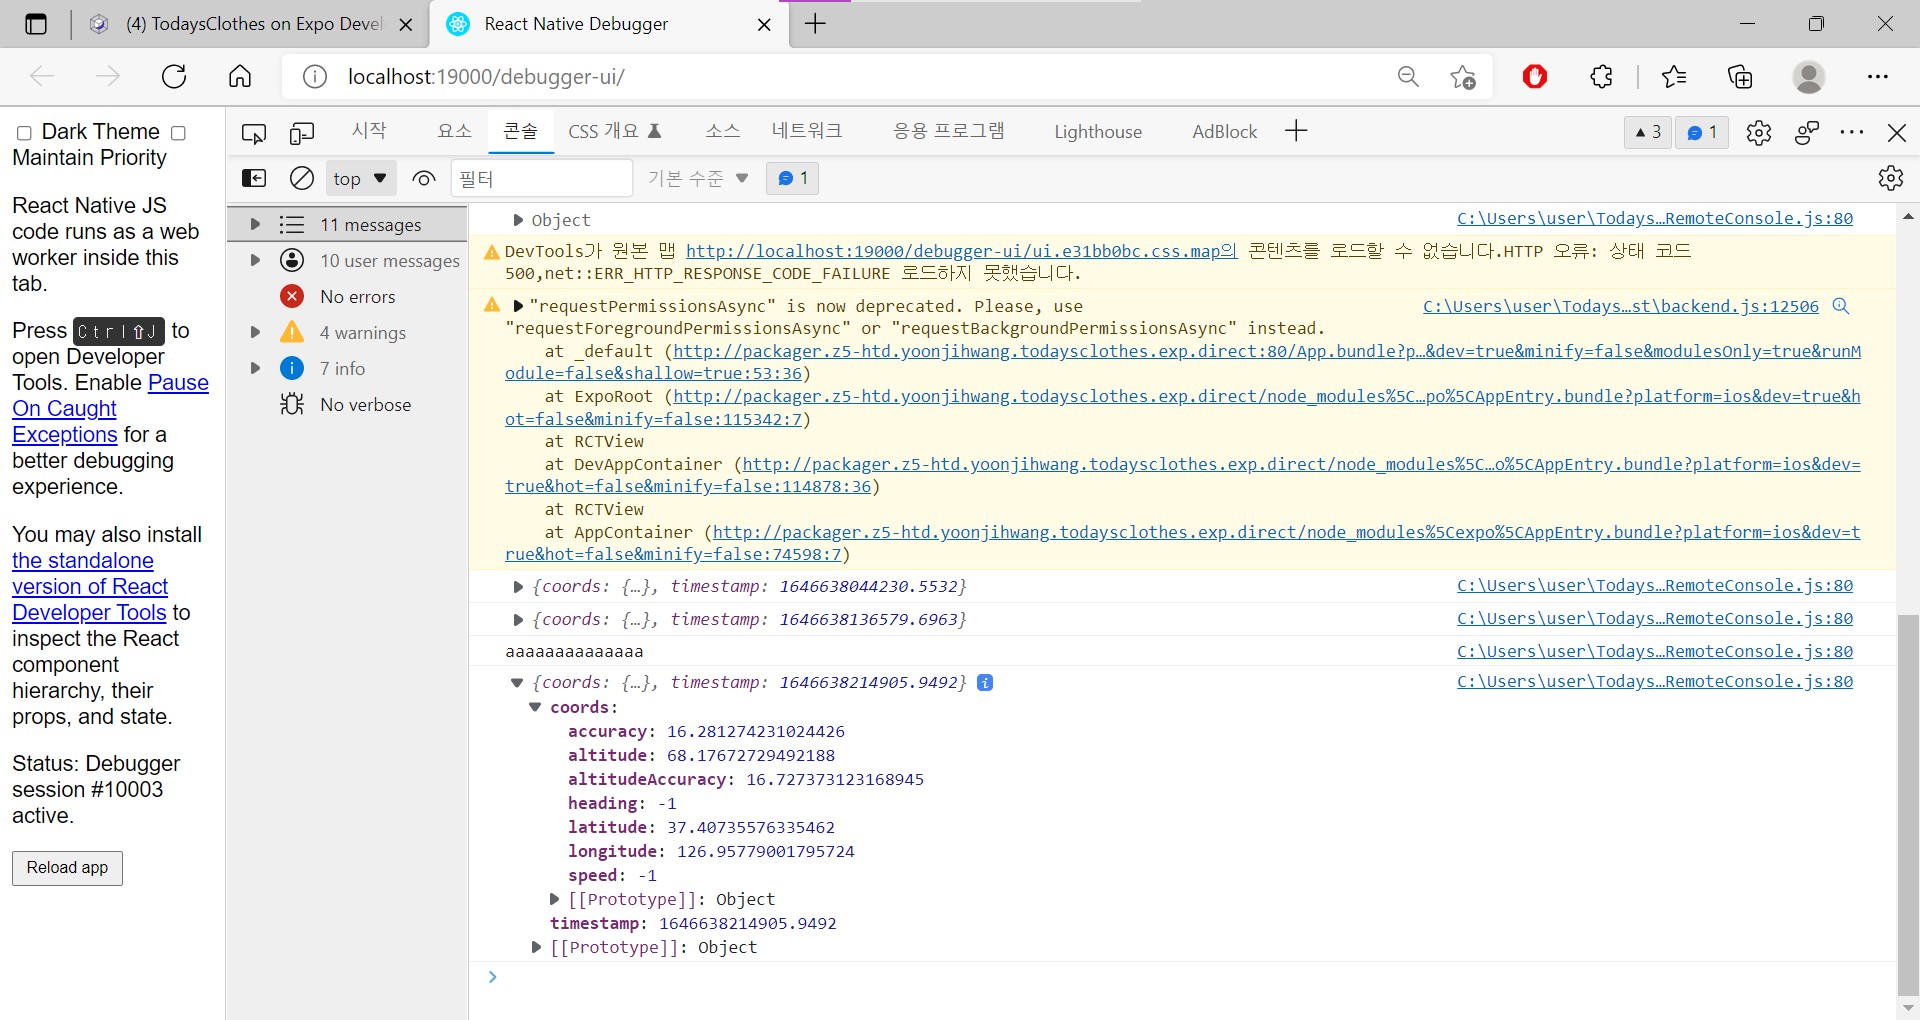 (4) TodaysClothes on Expo Devel
React Native Debugger
localhost:19000/debugger-ui/
Dark Theme
Maintain Priority
React Native JS
code runs as a web
worker inside this
tab.
Press Ctrl⇧J to
open Developer
Tools. Enable Pause
On Caught
Exceptions for a
better debugging
experience.
You may also install
the standalone
version of React
Developer Tools to
inspect the React
component
hierarchy, their
props, and state.
Status: Debugger
session #10003
active.
Reload app
시작 요소 콘솔 CSS 개요 소스 네트워크 응용 프로그램 Lighthouse AdBlock 3 1
top 필터 기본 수준 1
11 messages
10 user messages
No errors
4 warnings
7 info
No verbose
Object C:\Users\user\Todays…RemoteConsole.js:80
DevTools가 원본 맵 http://localhost:19000/debugger-ui/ui.e31bb0bc.css.map의 콘텐츠를 로드할 수 없습니다.HTTP 오류: 상태 코드
500,net::ERR_HTTP_RESPONSE_CODE_FAILURE 로드하지 못했습니다.
"requestPermissionsAsync" is now deprecated. Please, use C:\Users\user\Todays…st\backend.js:12506
"requestForegroundPermissionsAsync" or "requestBackgroundPermissionsAsync" instead.
at _default (http://packager.z5-htd.yoonjihwang.todaysclothes.exp.direct:80/App.bundle?p…&dev=true&minify=false&modulesOnly=true&runM
odule=false&shallow=true:53:36)
at ExpoRoot (http://packager.z5-htd.yoonjihwang.todaysclothes.exp.direct/node_modules%5C…po%5CAppEntry.bundle?platform=ios&dev=true&h
ot=false&minify=false:115342:7)
at RCTView
at DevAppContainer (http://packager.z5-htd.yoonjihwang.todaysclothes.exp.direct/node_modules%5C…o%5CAppEntry.bundle?platform=ios&dev=
true&hot=false&minify=false:114878:36)
at RCTView
at AppContainer (http://packager.z5-htd.yoonjihwang.todaysclothes.exp.direct/node_modules%5Cexpo%5CAppEntry.bundle?platform=ios&dev=t
rue&hot=false&minify=false:74598:7)
{coords: {…}, timestamp: 1646638044230.5532} C:\Users\user\Todays…RemoteConsole.js:80
{coords: {…}, timestamp: 1646638136579.6963} C:\Users\user\Todays…RemoteConsole.js:80
aaaaaaaaaaaaaa C:\Users\user\Todays…RemoteConsole.js:80
{coords: {…}, timestamp: 1646638214905.9492} i C:\Users\user\Todays…RemoteConsole.js:80
coords:
accuracy: 16.281274231024426
altitude: 68.17672729492188
altitudeAccuracy: 16.727373123168945
heading: -1
latitude: 37.40735576335462
longitude: 126.95779001795724
speed: -1
[[Prototype]]: Object
timestamp: 1646638214905.9492
[[Prototype]]: Object